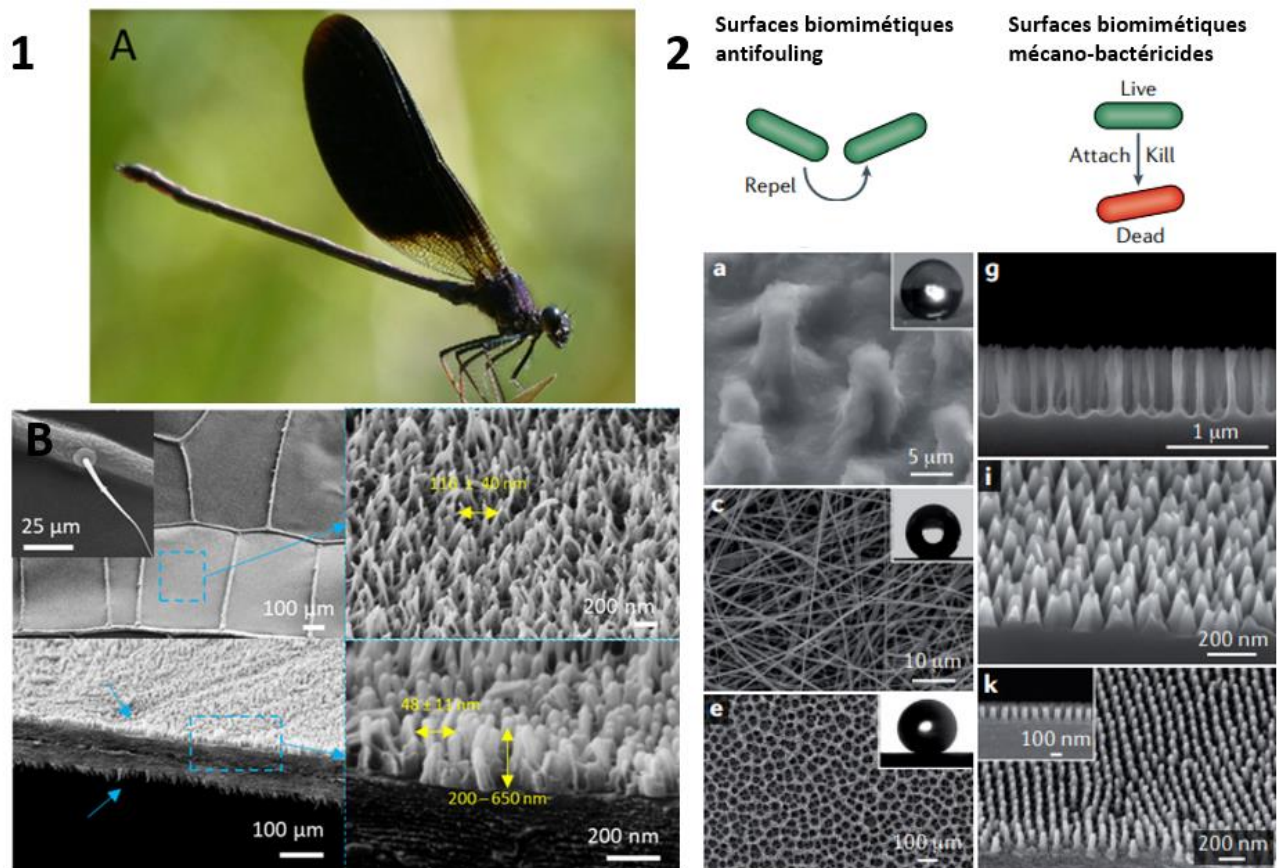 1
A
B
25 µm
100 µm
116 ± 40 nm
200 nm
100 µm
48 ± 11 nm
200 – 650 nm
200 nm
2
Surfaces biomimétiques
antifouling
Repel
Surfaces biomimétiques
mécano-bactéricides
Live
Attach
Kill
Dead
a
5 µm
c
10 µm
e
100 µm
g
1 µm
i
200 nm
k
100 nm
200 nm